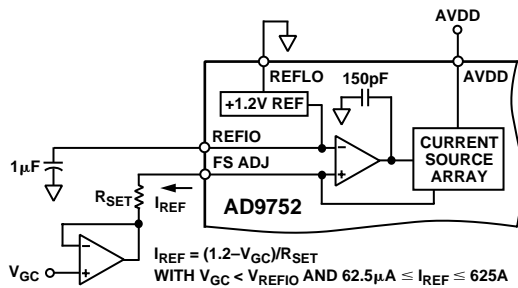 AVDD
REFLO
150pF
AVDD
+1.2V REF
REFIO
1µF
FS ADJ
CURRENT
SOURCE
ARRAY
RSET
IREF
AD9752
VGC
IREF = (1.2–VGC)/RSET
WITH VGC < VREFIO AND 62.5µA ≤ IREF ≤ 625A